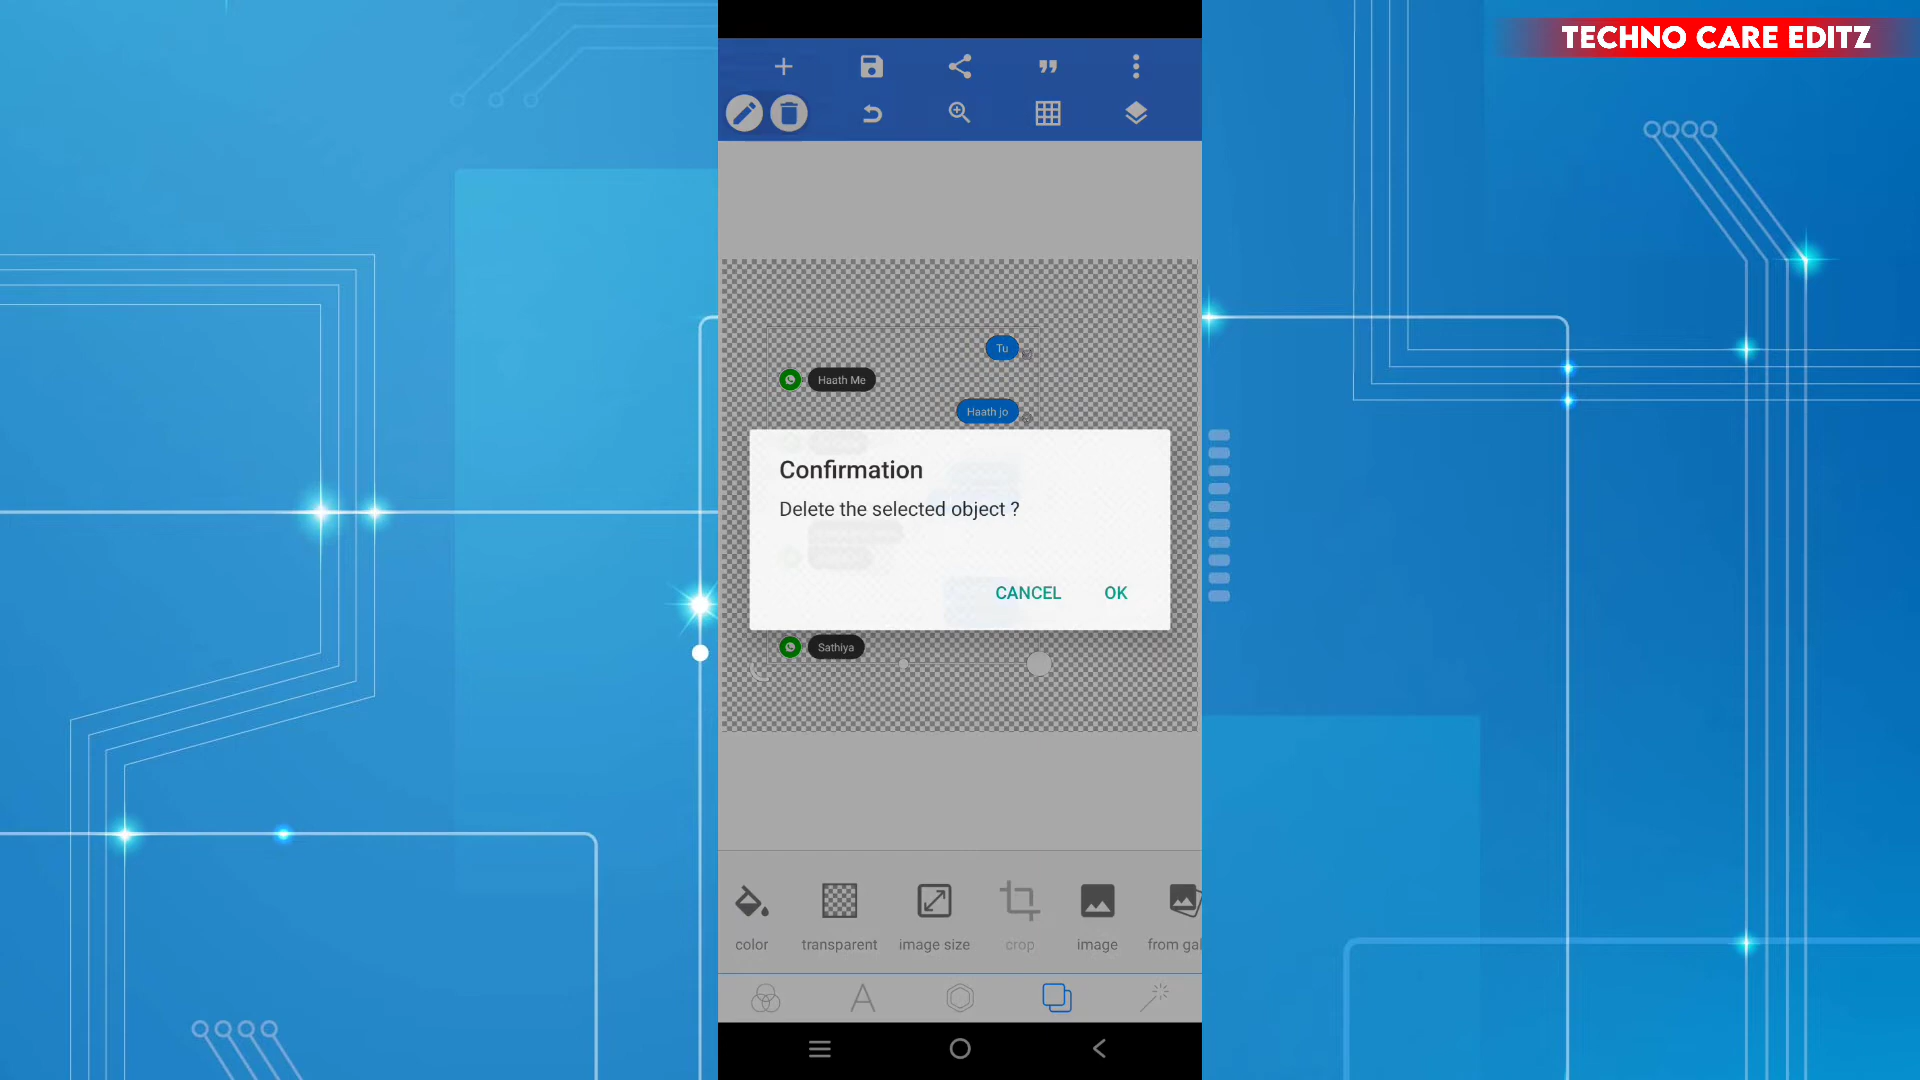 TECHNO CARE EDITZ
Tu
Haath Me
Haath jo
Confirmation
Delete the selected object ?
CANCEL
OK
Sathiya
color
transparent
image size
crop
image
from gal